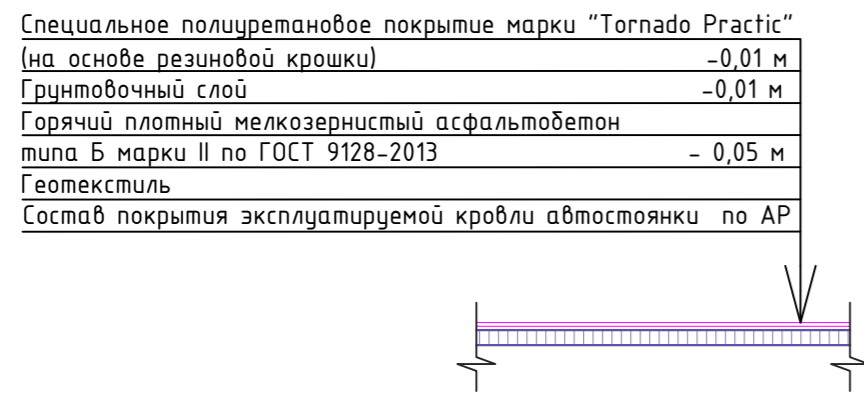 Специальное полиуретановое покрытие марки "Tornado Practic"
(на основе резиновой крошки) -0,01 м
Грунтовочный слой -0,01 м
Горячий плотный мелкозернистый асфальтобетон
типа Б марки II по ГОСТ 9128-2013 - 0,05 м
Геотекстиль
Состав покрытия эксплуатируемой кровли автостоянки по АР